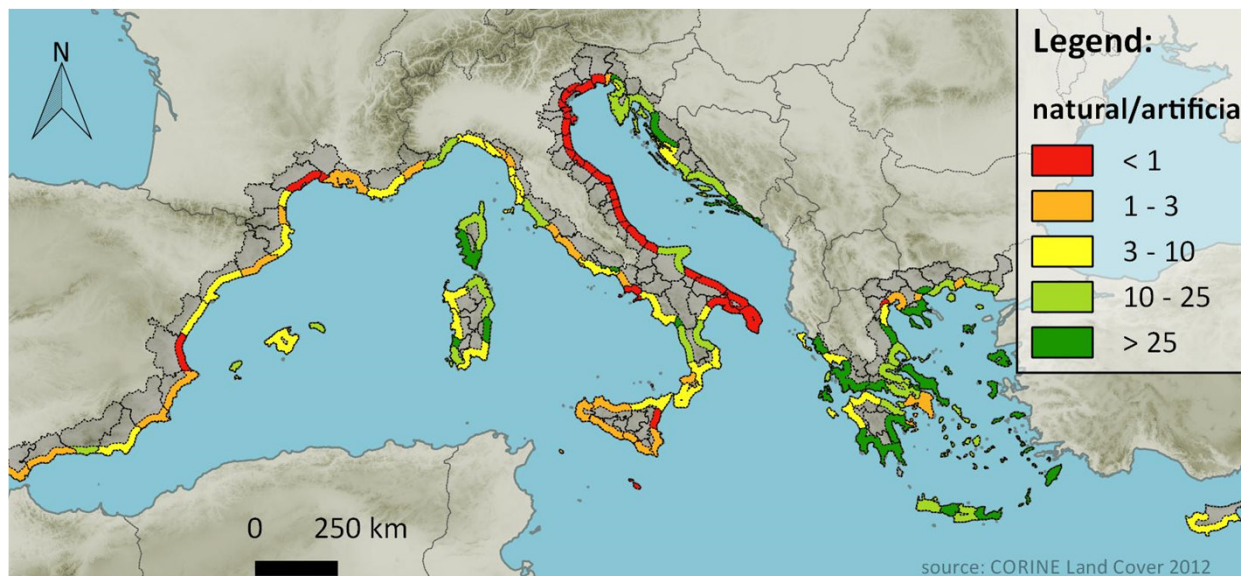 N
Legend:
natural/artificia
< 1
1 - 3
3 - 10
10 - 25
> 25
0 250 km
source: CORINE Land Cover 2012